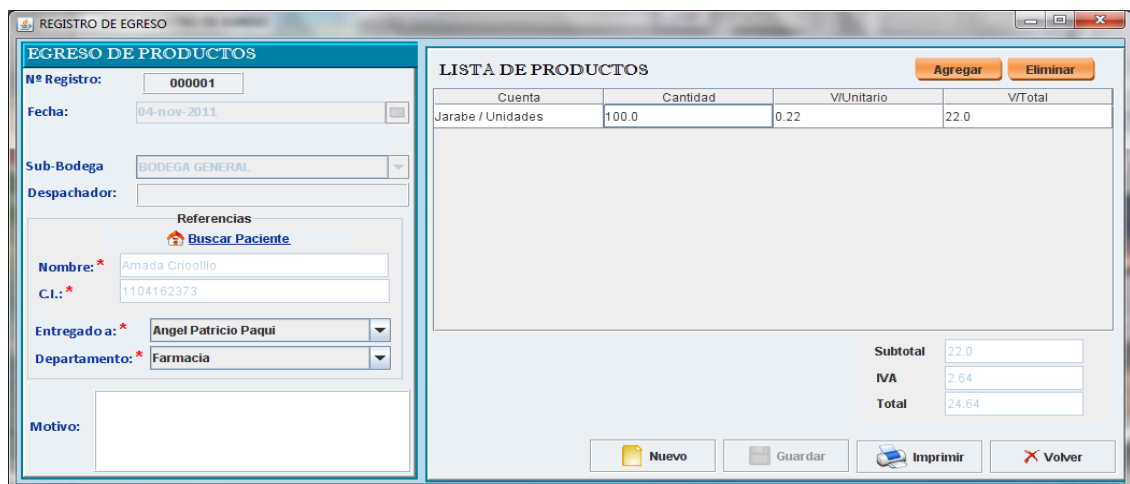 REGISTRO DE EGRESO
EGRESO DE PRODUCTOS
Nº Registro: 000001
Fecha: 04-nov-2011
Sub-Bodega BODEGA GENERAL
Despachador:
Referencias
Buscar Paciente
Nombre: * Amada Crioolllo
C.I.: * 1104162373
Entregado a: * Angel Patricio Paqui
Departamento: * Farmacia
Motivo:
LISTA DE PRODUCTOS Agregar Eliminar
Cuenta Cantidad V/Unitario V/Total
Jarabe / Unidades 100.0 0.22 22.0
Subtotal 22.0
IVA 2.64
Total 24.64
Nuevo Guardar Imprimir Volver